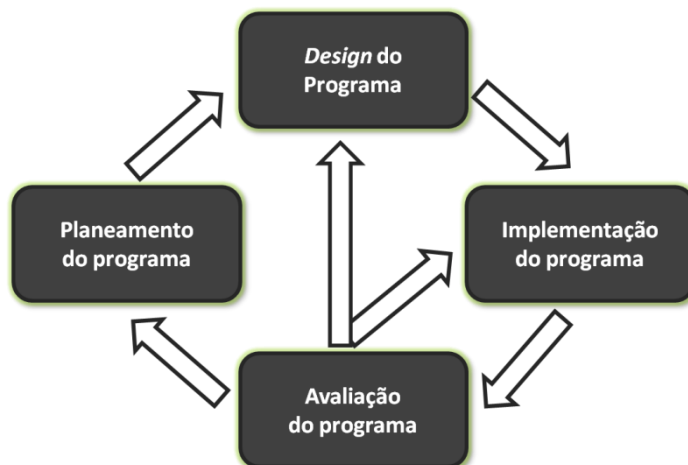 Design do
Programa
Planeamento
do programa
Implementação
do programa
Avaliação
do programa